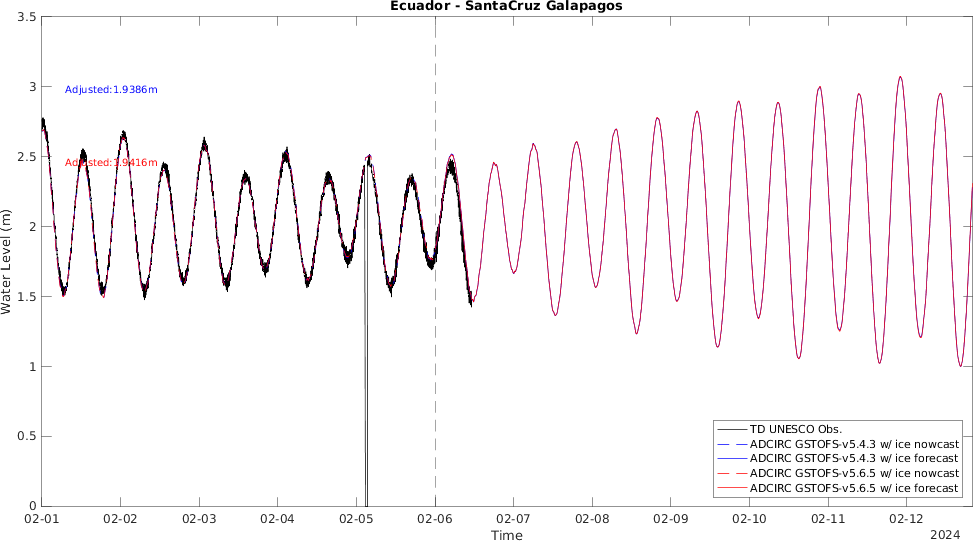 Ecuador - SantaCruz Galapagos
3.5
3
2.5
2
1.5
1
0.5
0
Water Level (m)
Adjusted:1.9386m
Adjusted:1.9416m
TD UNESCO Obs.
ADCIRC GSTOFS-v5.4.3 w/ ice nowcast
ADCIRC GSTOFS-v5.4.3 w/ ice forecast
ADCIRC GSTOFS-v5.6.5 w/ ice nowcast
ADCIRC GSTOFS-v5.6.5 w/ ice forecast
02-01 02-02 02-03 02-04 02-05 02-06 02-07 02-08 02-09 02-10 02-11 02-12
Time
2024